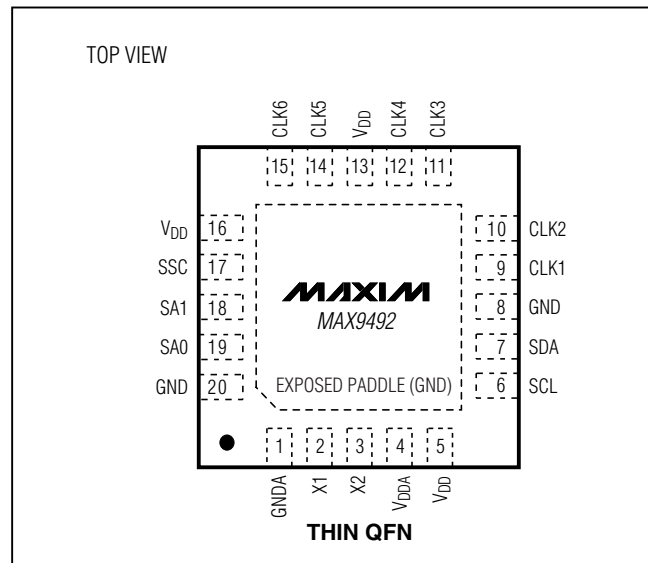 TOP VIEW
CLK6 CLK5 VDD CLK4 CLK3
15 14 13 12 11
VDD 16
SSC 17
SA1 18
SA0 19
GND 20
10 CLK2
9 CLK1
8 GND
7 SDA
6 SCL
MAXIM
MAX9492
EXPOSED PADDLE (GND)
1 2 3 4 5
GNDA X1 X2 VDDA VDD
THIN QFN